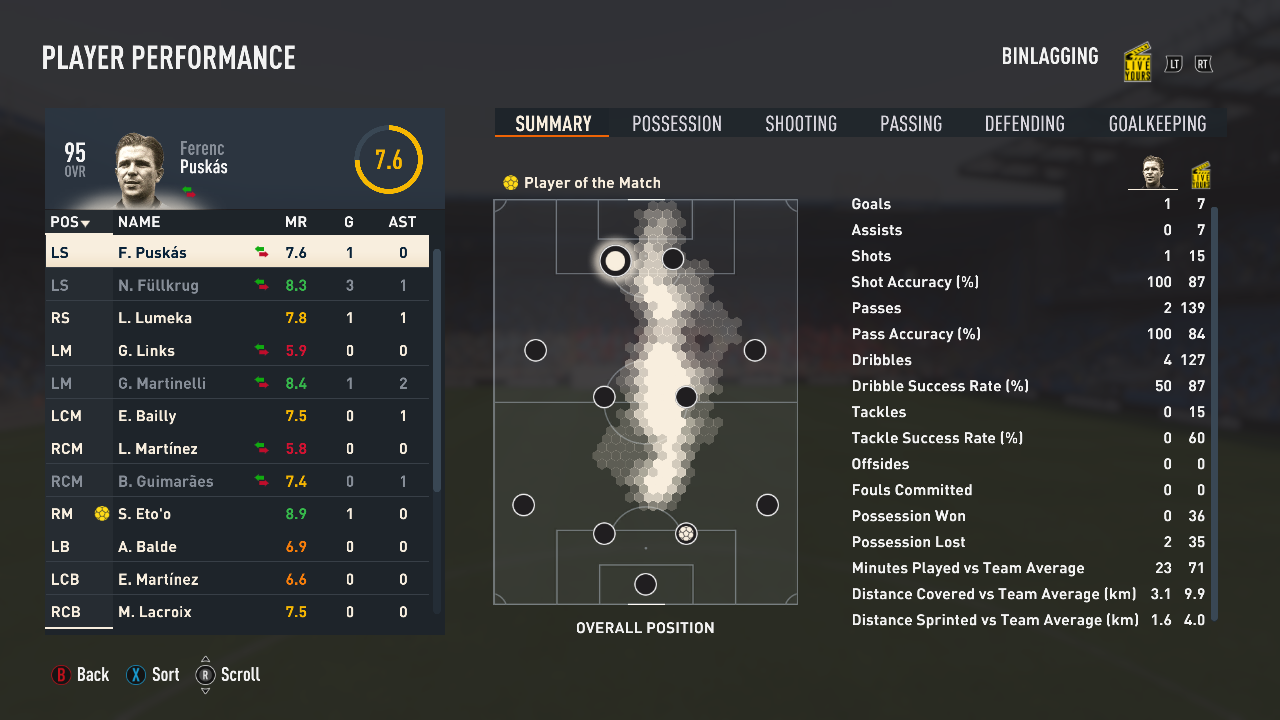 PLAYER PERFORMANCE
BINLAGGING
LIVE YOURS
LT RT
95
OVR
Ferenc
Puskás
7.6
SUMMARY POSSESSION SHOOTING PASSING DEFENDING GOALKEEPING
Player of the Match
POS NAME MR G AST
LS F. Puskás 7.6 1 0
LS N. Füllkrug 8.3 3 1
RS L. Lumeka 7.8 1 1
LM G. Links 5.9 0 0
LM G. Martinelli 8.4 1 2
LCM E. Bailly 7.5 0 1
RCM L. Martínez 5.8 0 0
RCM B. Guimarães 7.4 0 1
RM S. Eto'o 8.9 1 0
LB A. Balde 6.9 0 0
LCB E. Martínez 6.6 0 0
RCB M. Lacroix 7.5 0 0
OVERALL POSITION
Goals 1 7
Assists 0 7
Shots 1 15
Shot Accuracy (%) 100 87
Passes 2 139
Pass Accuracy (%) 100 84
Dribbles 4 127
Dribble Success Rate (%) 50 87
Tackles 0 15
Tackle Success Rate (%) 0 60
Offsides 0 0
Fouls Committed 0 0
Possession Won 0 36
Possession Lost 2 35
Minutes Played vs Team Average 23 71
Distance Covered vs Team Average (km) 3.1 9.9
Distance Sprinted vs Team Average (km) 1.6 4.0
B Back X Sort R Scroll